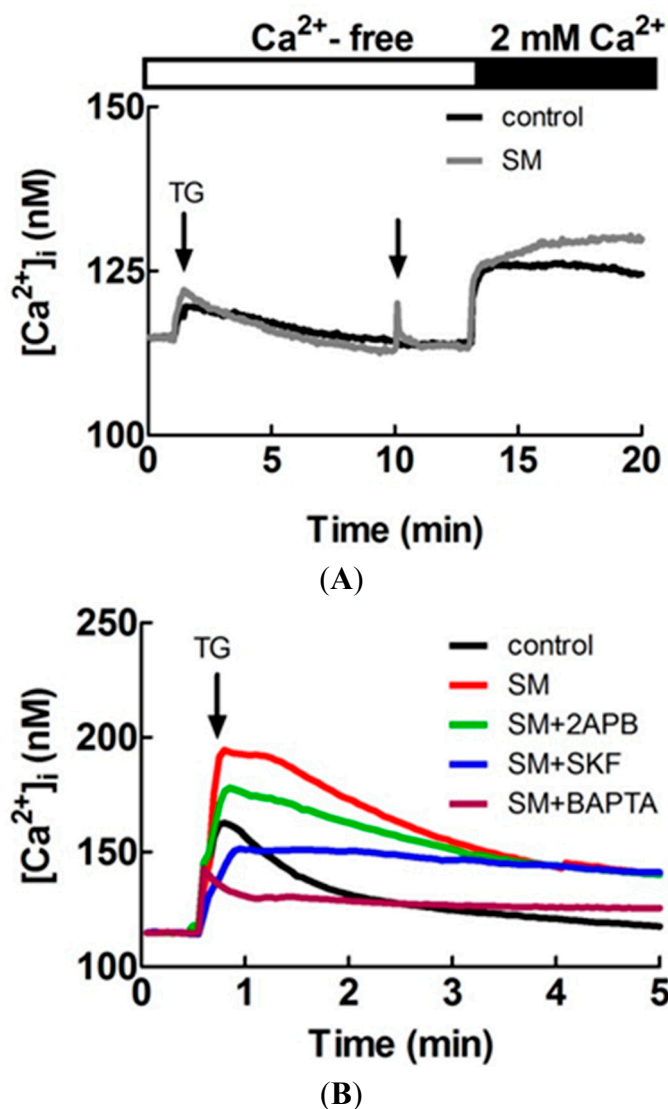 Ca²⁺- free 2 mM Ca²⁺
150
control
SM
TG
125
[Ca²⁺]ᵢ (nM)
100
0 5 10 15 20
Time (min)
(A)
250
TG
control
SM
200
SM+2APB
SM+SKF
SM+BAPTA
[Ca²⁺]ᵢ (nM)
150
100
0 1 2 3 4 5
Time (min)
(B)